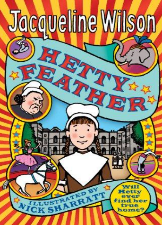 Jacqueline Wilson
HETTY
FEATHER
ILLUSTRATED BY
NICK SHARRATT
Will
Hetty
ever find
her true
home?